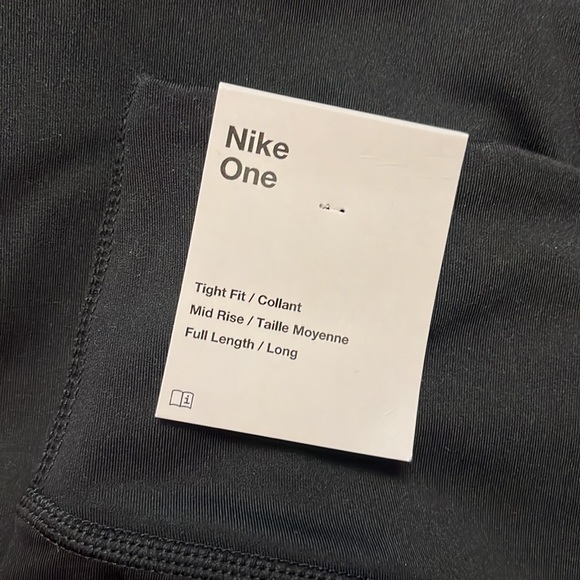 Nike
One
Tight Fit / Collant
Mid Rise / Taille Moyenne
Full Length / Long
i